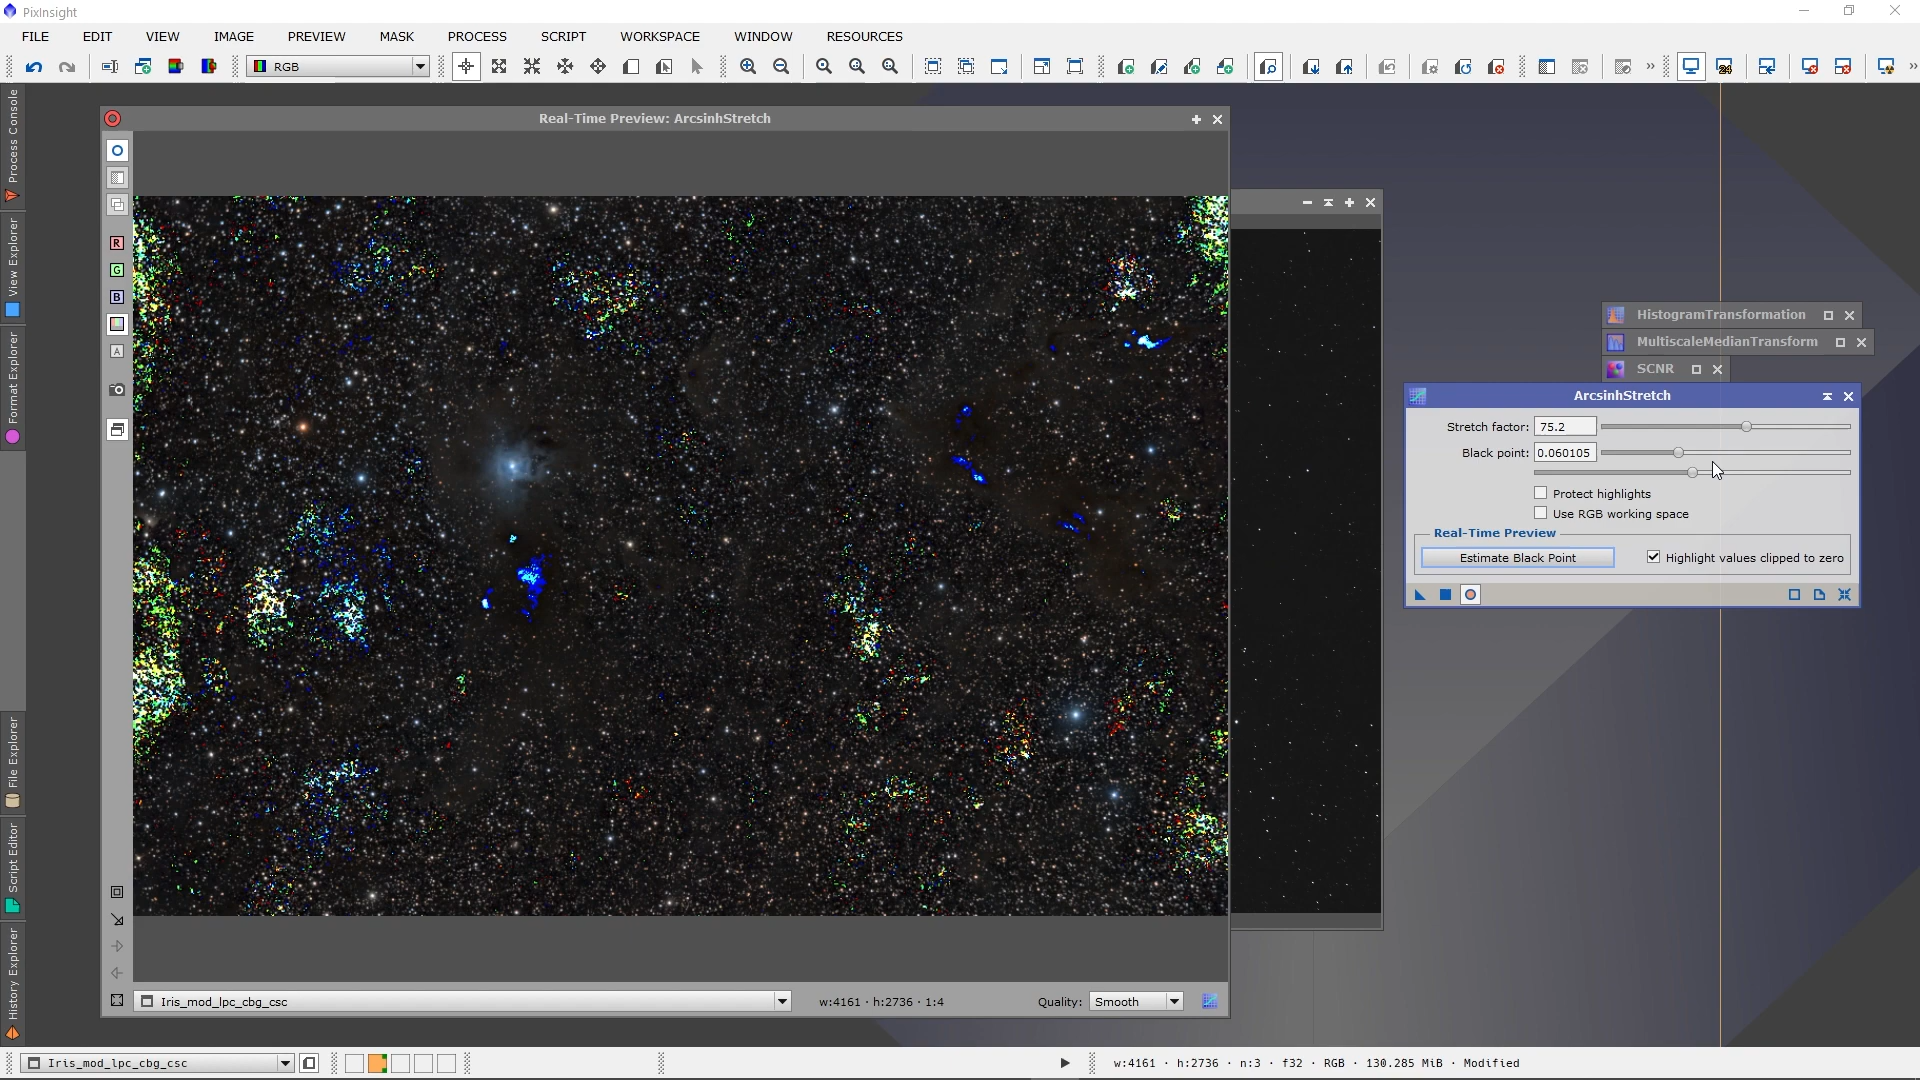 PixInsight
FILE EDIT VIEW IMAGE PREVIEW MASK PROCESS SCRIPT WORKSPACE WINDOW RESOURCES
RGB
24
Process Console
View Explorer
Format Explorer
File Explorer
Script Editor
History Explorer
Real-Time Preview: ArcsinhStretch
R
G
B
A
HistogramTransformation
MultiscaleMedianTransform
SCNR
ArcsinhStretch
Stretch factor: 75.2
Black point: 0.060105
Protect highlights
Use RGB working space
Real-Time Preview
Estimate Black Point Highlight values clipped to zero
Iris_mod_lpc_cbg_csc w:4161 · h:2736 · 1:4 Quality: Smooth
Iris_mod_lpc_cbg_csc w:4161 · h:2736 · n:3 · f32 · RGB · 130.285 MiB · Modified